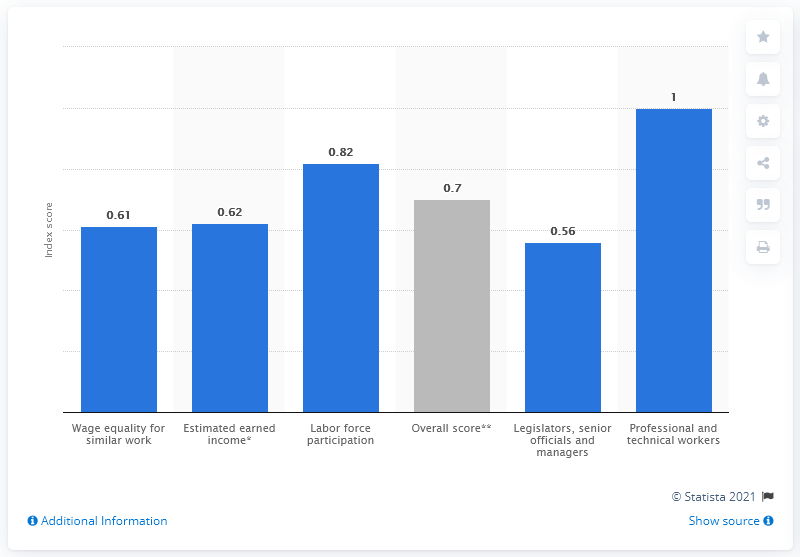 Index score
0.61
0.62
0.82
0.7
0.56
1
Wage equality for
similar work
Estimated earned
income*
Labor force
participation
Overall score**
Legislators, senior
officials and
managers
Professional and
technical workers
© Statista 2021
Additional Information
Show source